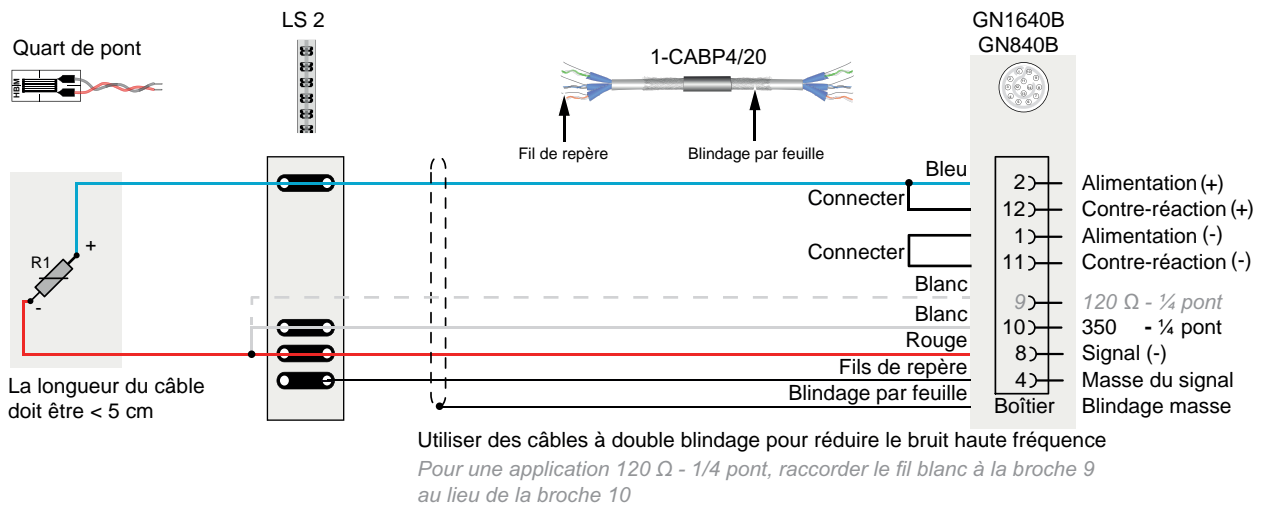 LS 2
GN1640B
GN840B
Quart de pont
HBM
1-CABP4/20
Fil de repère
Blindage par feuille
Bleu
2
Alimentation (+)
Connecter
12
Contre-réaction (+)
1
Alimentation (-)
Connecter
11
Contre-réaction (-)
R1
+
-
Blanc
9
120 Ω - ¼ pont
Blanc
10
350 - ¼ pont
Rouge
8
Signal (-)
Fils de repère
4
Masse du signal
Blindage par feuille
Boîtier
Blindage masse
La longueur du câble
doit être < 5 cm
Utiliser des câbles à double blindage pour réduire le bruit haute fréquence
Pour une application 120 Ω - 1/4 pont, raccorder le fil blanc à la broche 9
au lieu de la broche 10